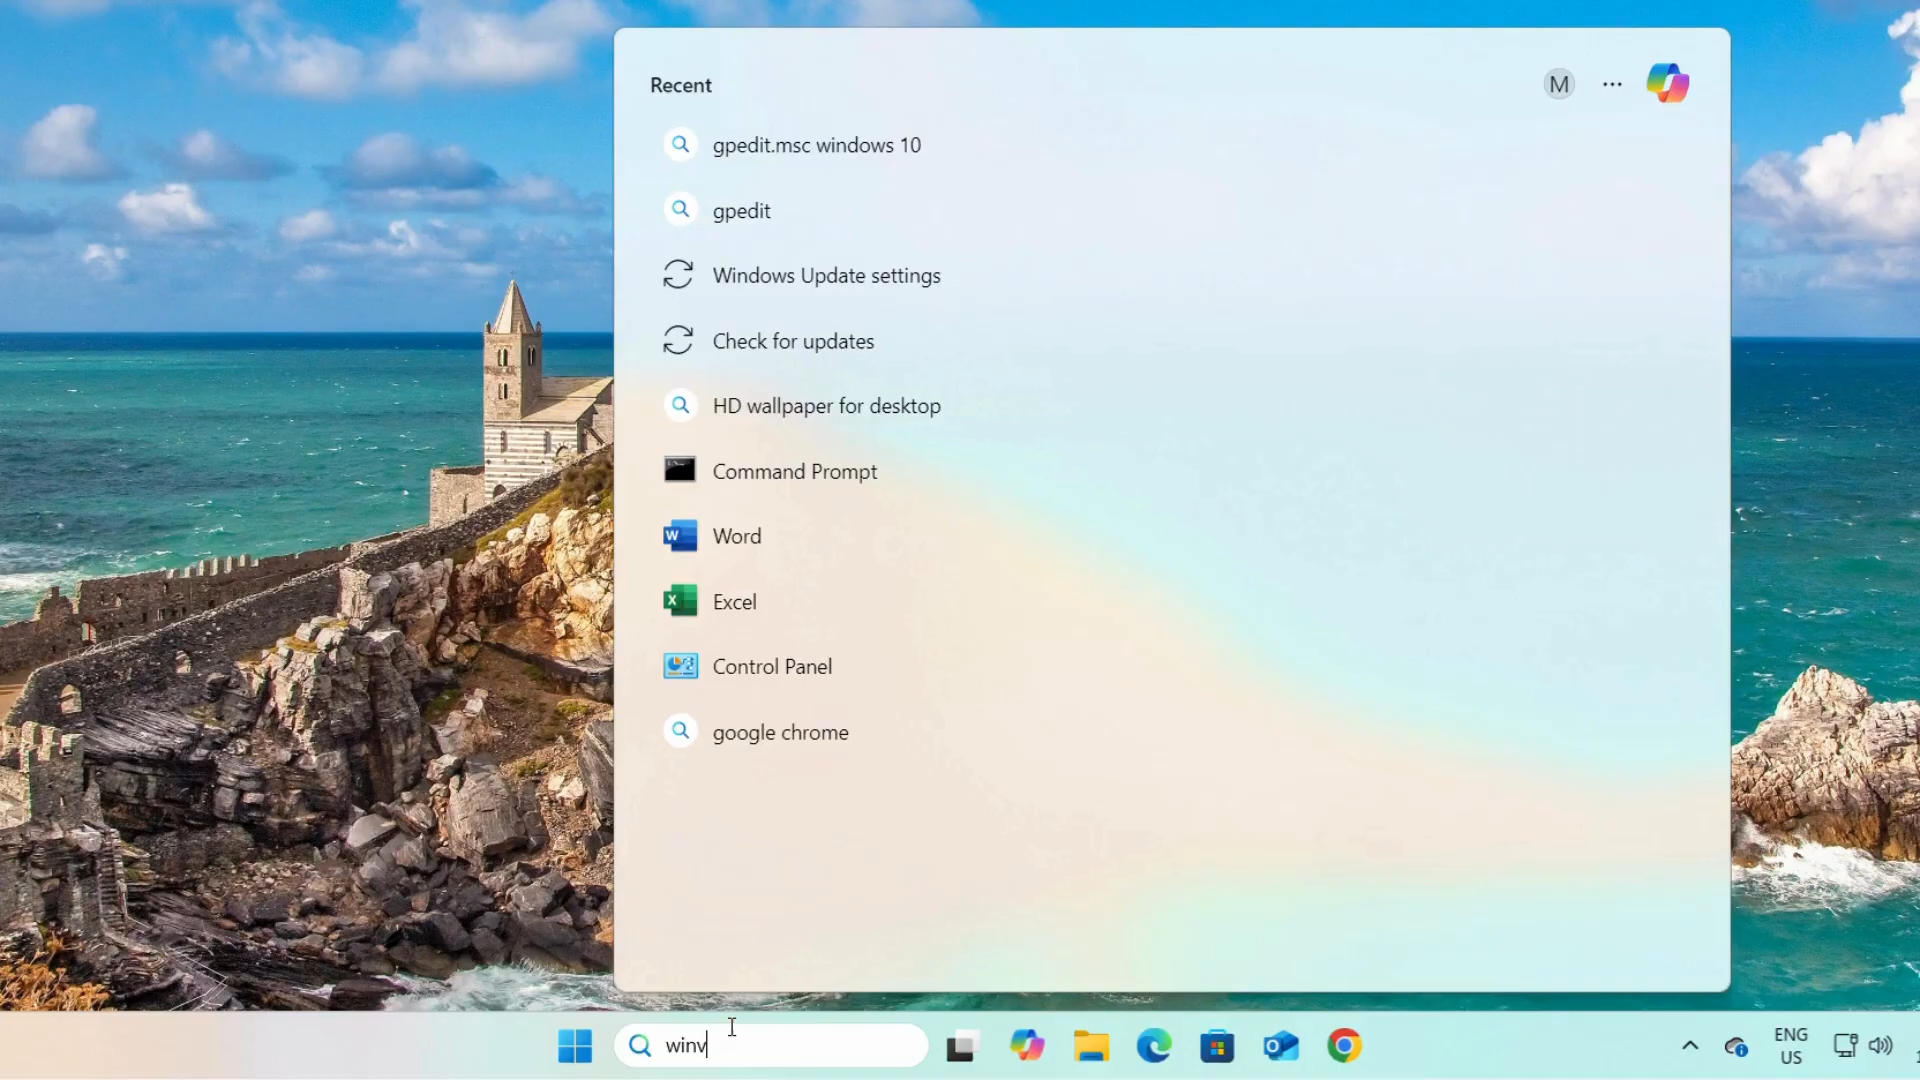 Recent
M
gpedit.msc windows 10
gpedit
Windows Update settings
Check for updates
HD wallpaper for desktop
Command Prompt
Word
Excel
Control Panel
google chrome
winv
ENG
US